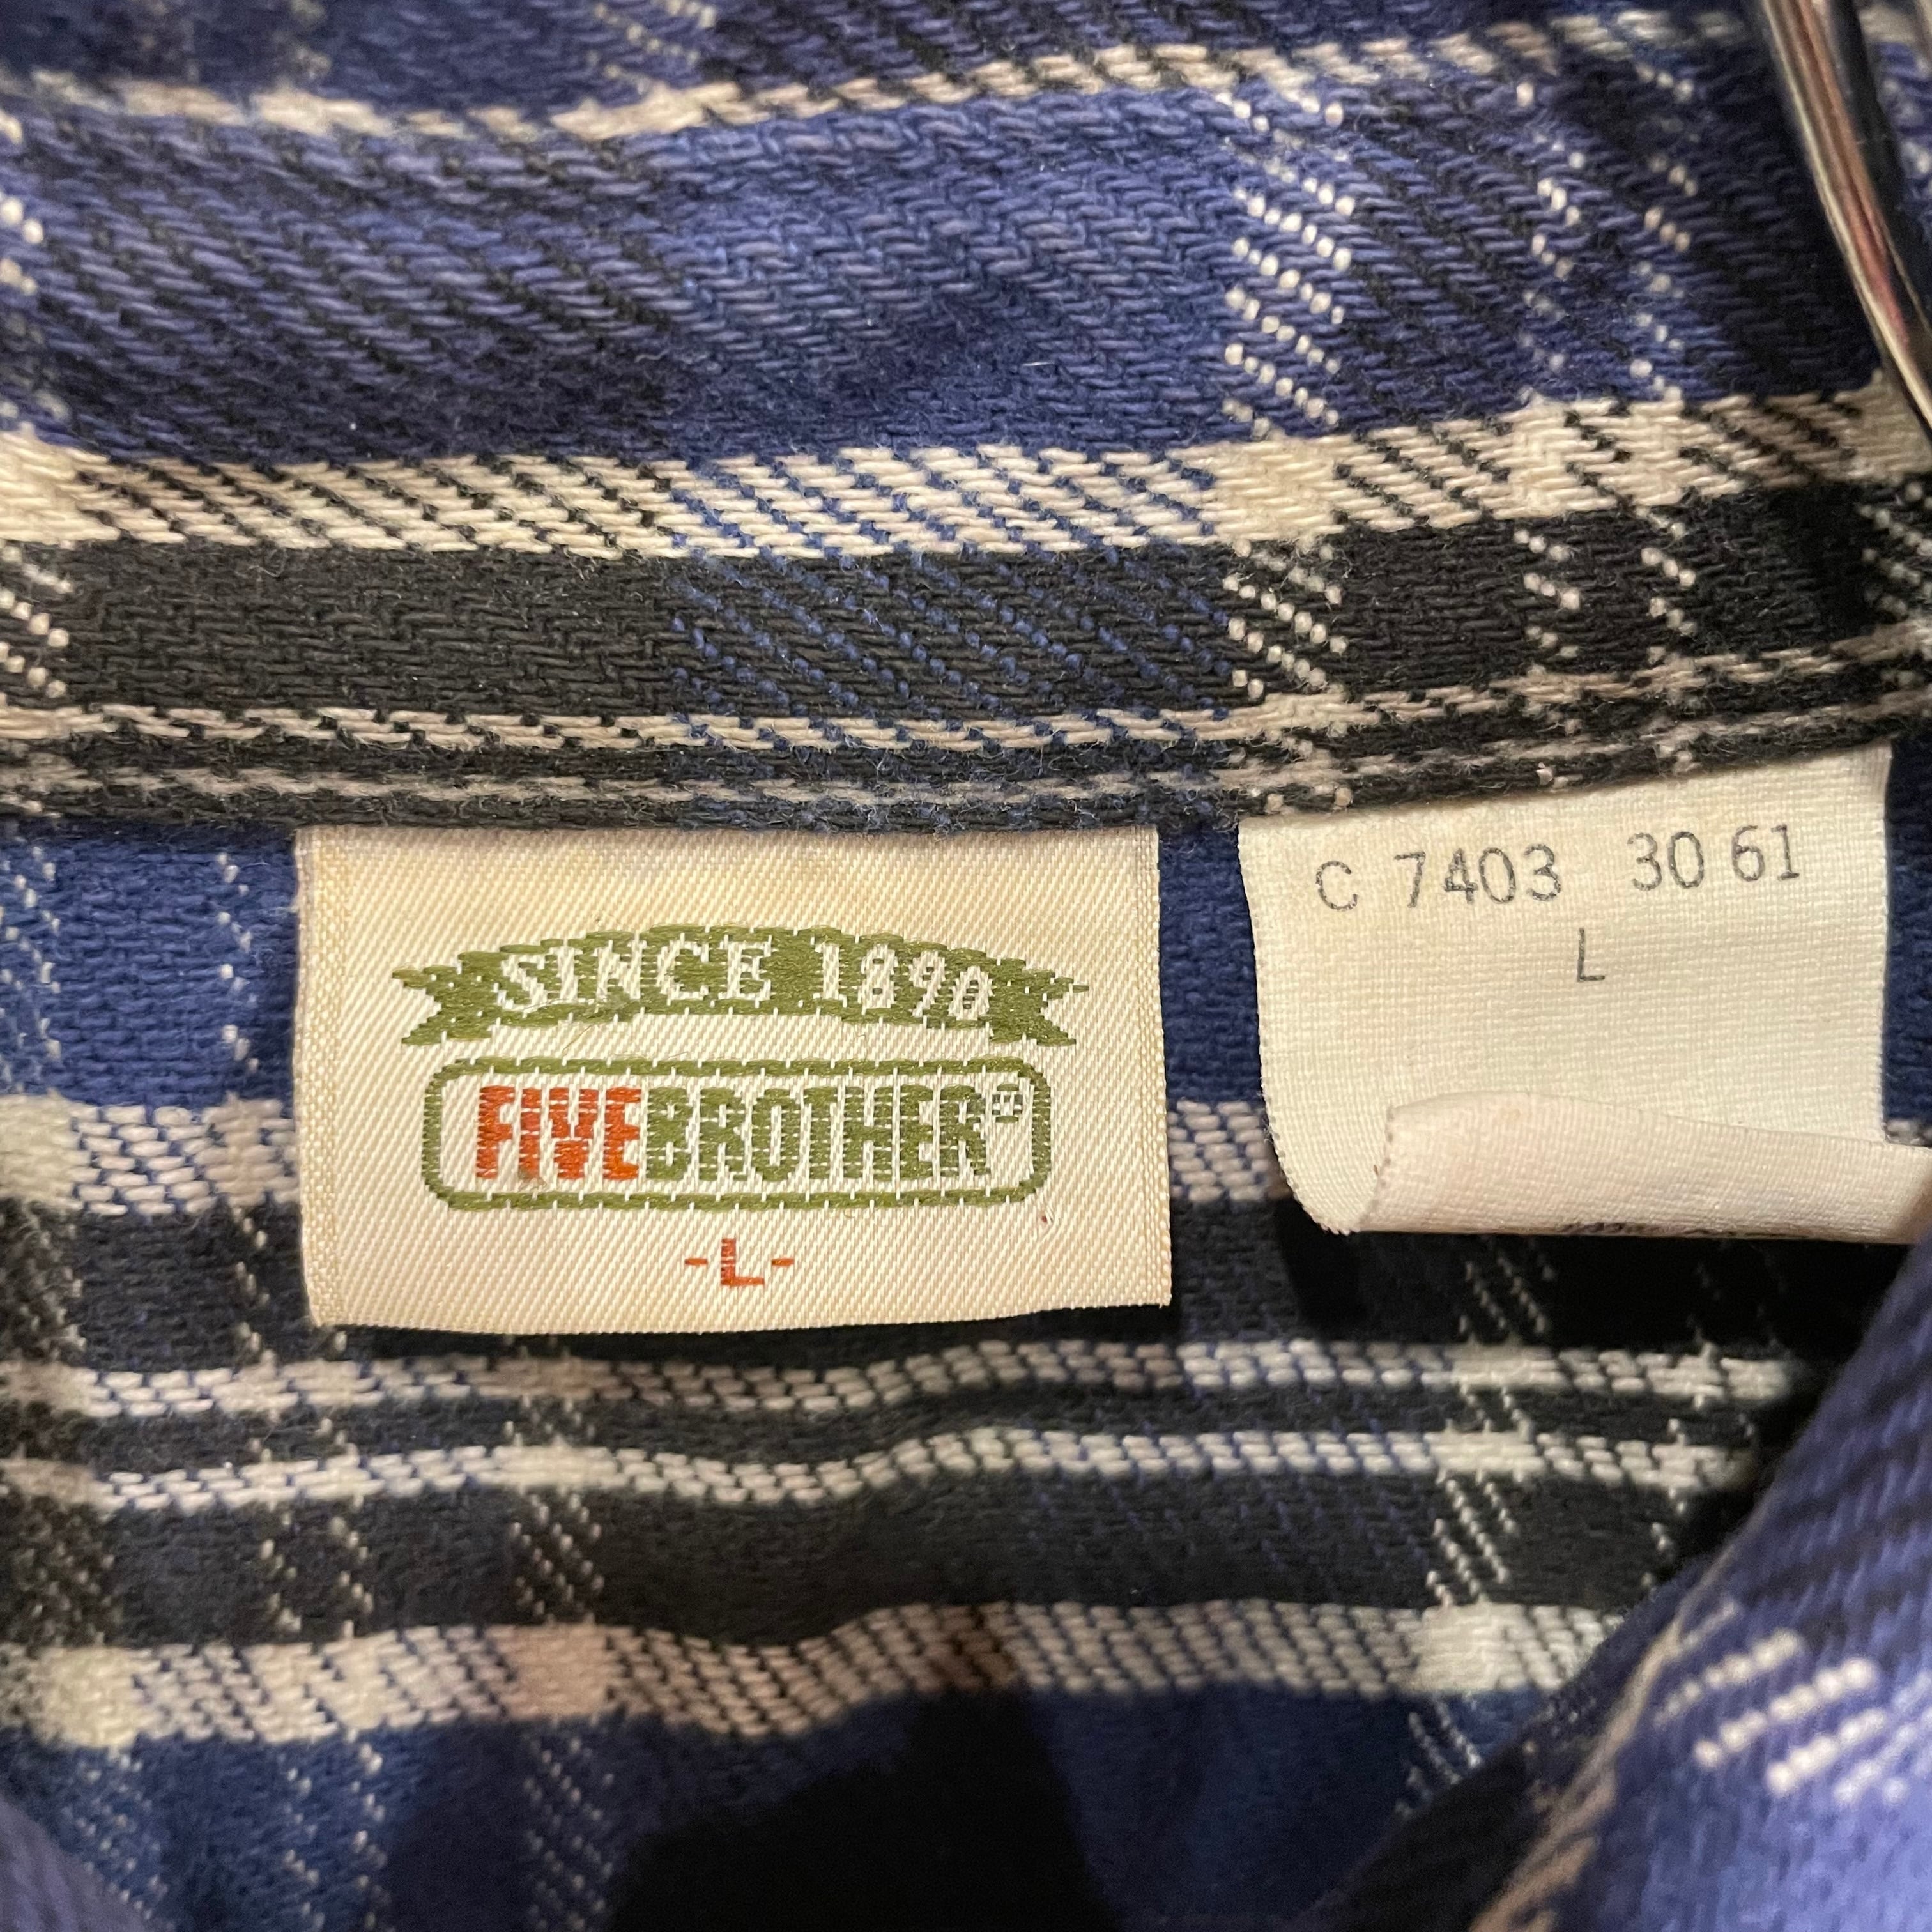 SINCE 1890
FIVEBROTHER®
-L-
C 7403 30 61
L